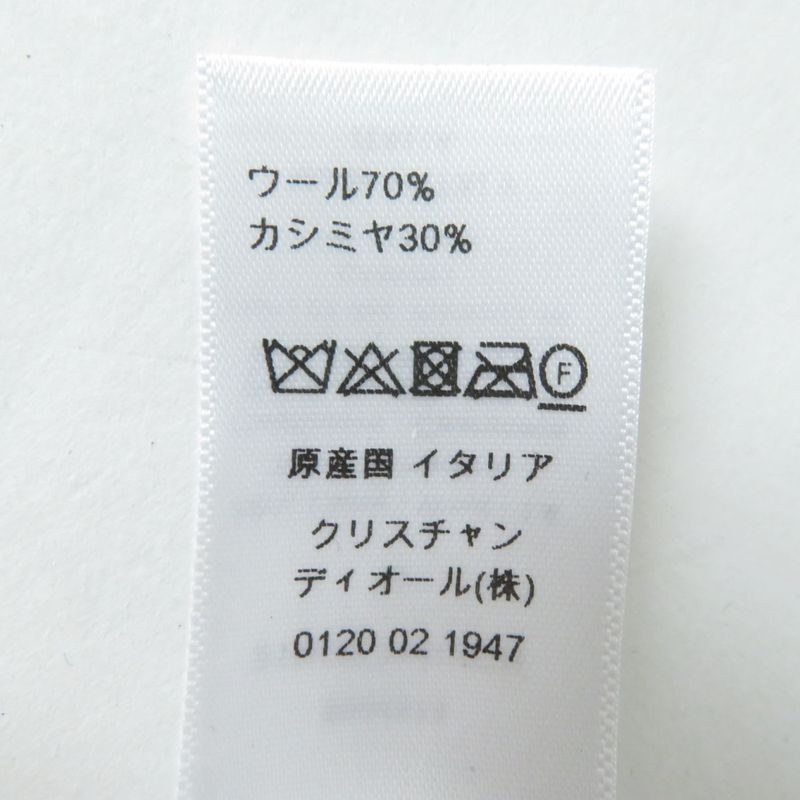 ウール70%
カシミヤ30%
F
原産国 イタリア
クリスチャン
ディオール(株)
0120 02 1947